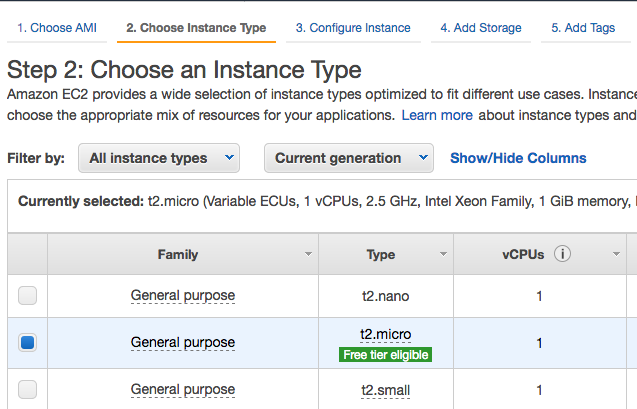 1. Choose AMI 2. Choose Instance Type 3. Configure Instance 4. Add Storage 5. Add Tags
Step 2: Choose an Instance Type
Amazon EC2 provides a wide selection of instance types optimized to fit different use cases. Instanc
choose the appropriate mix of resources for your applications. Learn more about instance types and
Filter by: All instance types Current generation Show/Hide Columns
Currently selected: t2.micro (Variable ECUs, 1 vCPUs, 2.5 GHz, Intel Xeon Family, 1 GiB memory,
Family Type vCPUs i
General purpose t2.nano 1
General purpose t2.micro 1
Free tier eligible
General purpose t2.small 1